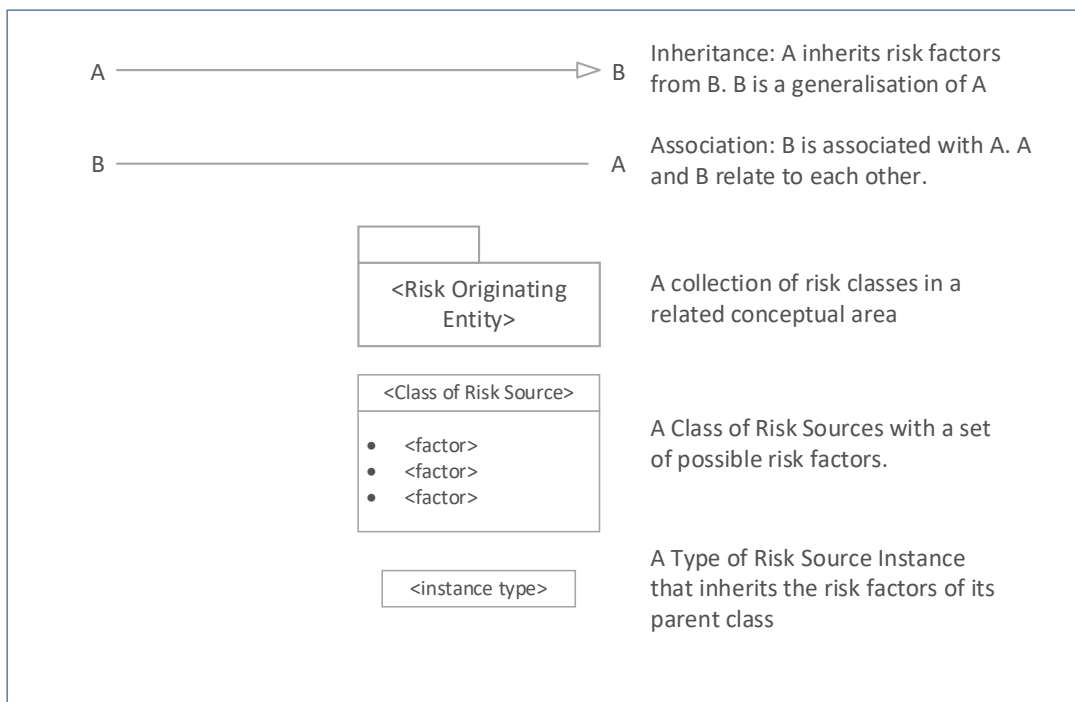 A
B
Inheritance: A inherits risk factors
from B. B is a generalisation of A
B
A
Association: B is associated with A. A
and B relate to each other.
<Risk Originating
Entity>
A collection of risk classes in a
related conceptual area
<Class of Risk Source>
• <factor>
• <factor>
• <factor>
A Class of Risk Sources with a set
of possible risk factors.
<instance type>
A Type of Risk Source Instance
that inherits the risk factors of its
parent class